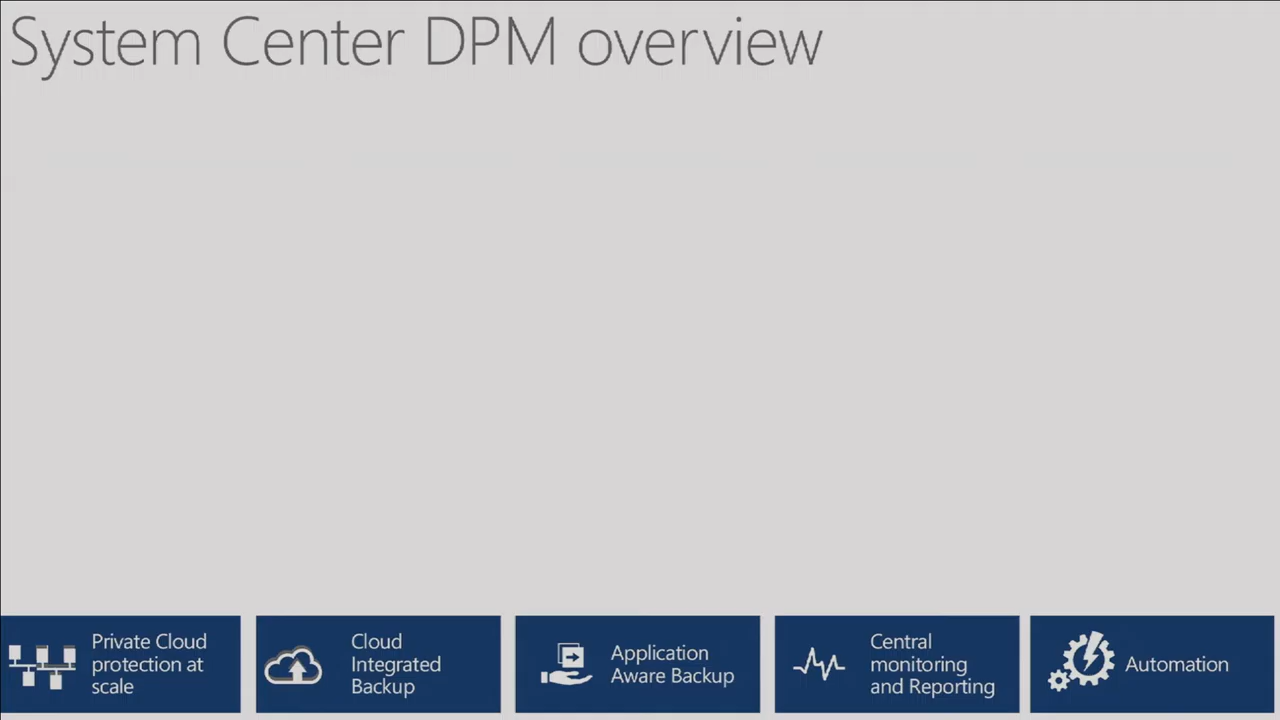 System Center DPM overview
Private Cloud
protection at
scale
Cloud
Integrated
Backup
Application
Aware Backup
Central
monitoring
and Reporting
Automation